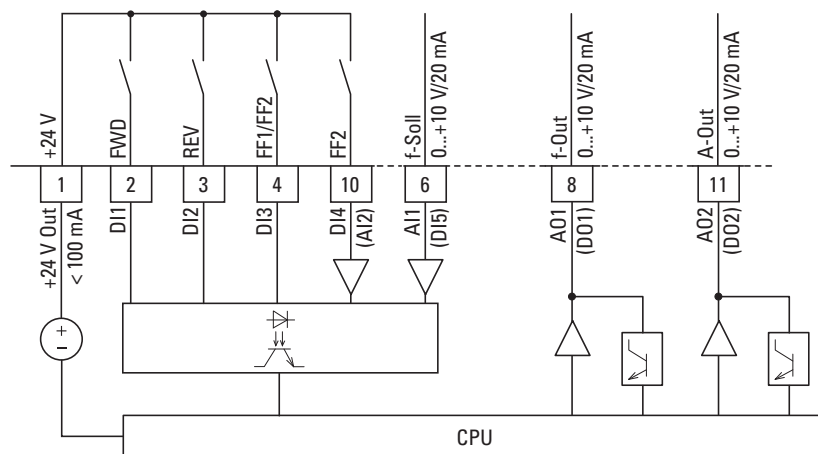 +24 V
FWD
REV
FF1/FF2
FF2
f-Soll
0...+10 V/20 mA
f-Out
0...+10 V/20 mA
A-Out
0...+10 V/20 mA
1
2
3
4
10
6
8
11
+24 V Out
< 100 mA
DI1
DI2
DI3
DI4
(AI2)
AI1
(DI5)
AO1
(DO1)
AO2
(DO2)
+
−
CPU